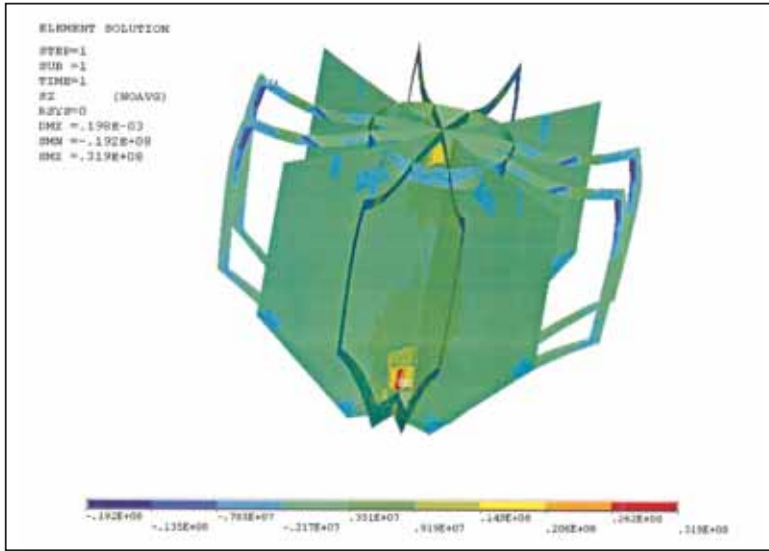 ELEMENT SOLUTION
STEP=1
SUB =1
TIME=1
SZ (NOAVG)
RSYS=0
DMX =.198E-03
SMN =-.192E+08
SMX =.319E+08
-.192E+08 -.783E+07 .351E+07 .149E+08 .262E+08
-.135E+08 -.217E+07 .919E+07 .206E+08 .319E+08